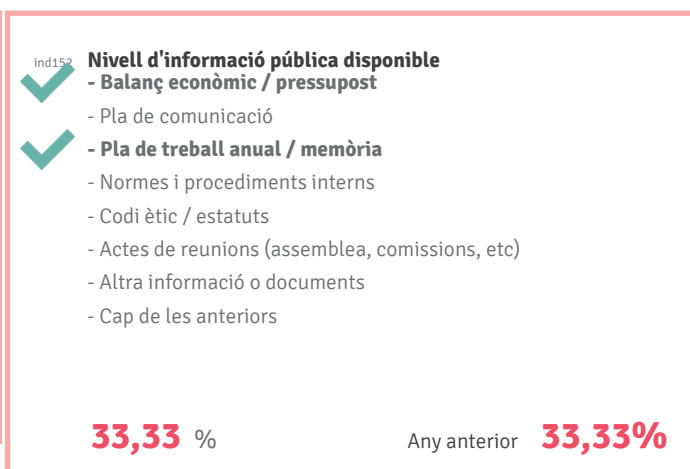 ind152 Nivell d'informació pública disponible
- Balanç econòmic / pressupost
- Pla de comunicació
- Pla de treball anual / memòria
- Normes i procediments interns
- Codi ètic / estatuts
- Actes de reunions (assemblea, comissions, etc)
- Altra informació o documents
- Cap de les anteriors
33,33 % Any anterior 33,33%